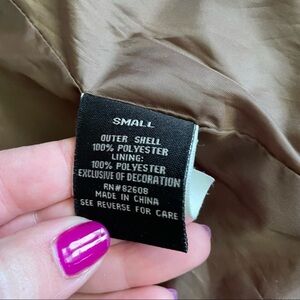 SMALL
OUTER SHELL
100% POLYESTER
LINING:
100% POLYESTER
EXCLUSIVE OF DECORATION
RN#82608
MADE IN CHINA
SEE REVERSE FOR CARE